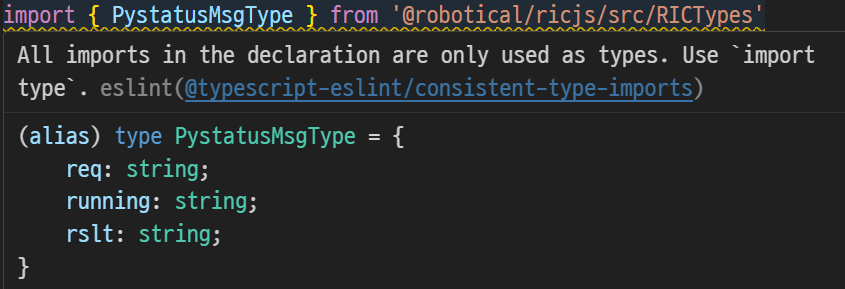 import { PystatusMsgType } from '@robotical/ricjs/src/RICTypes'
All imports in the declaration are only used as types. Use `import
type`. eslint(@typescript-eslint/consistent-type-imports)
(alias) type PystatusMsgType = {
    req: string;
    running: string;
    rslt: string;
}